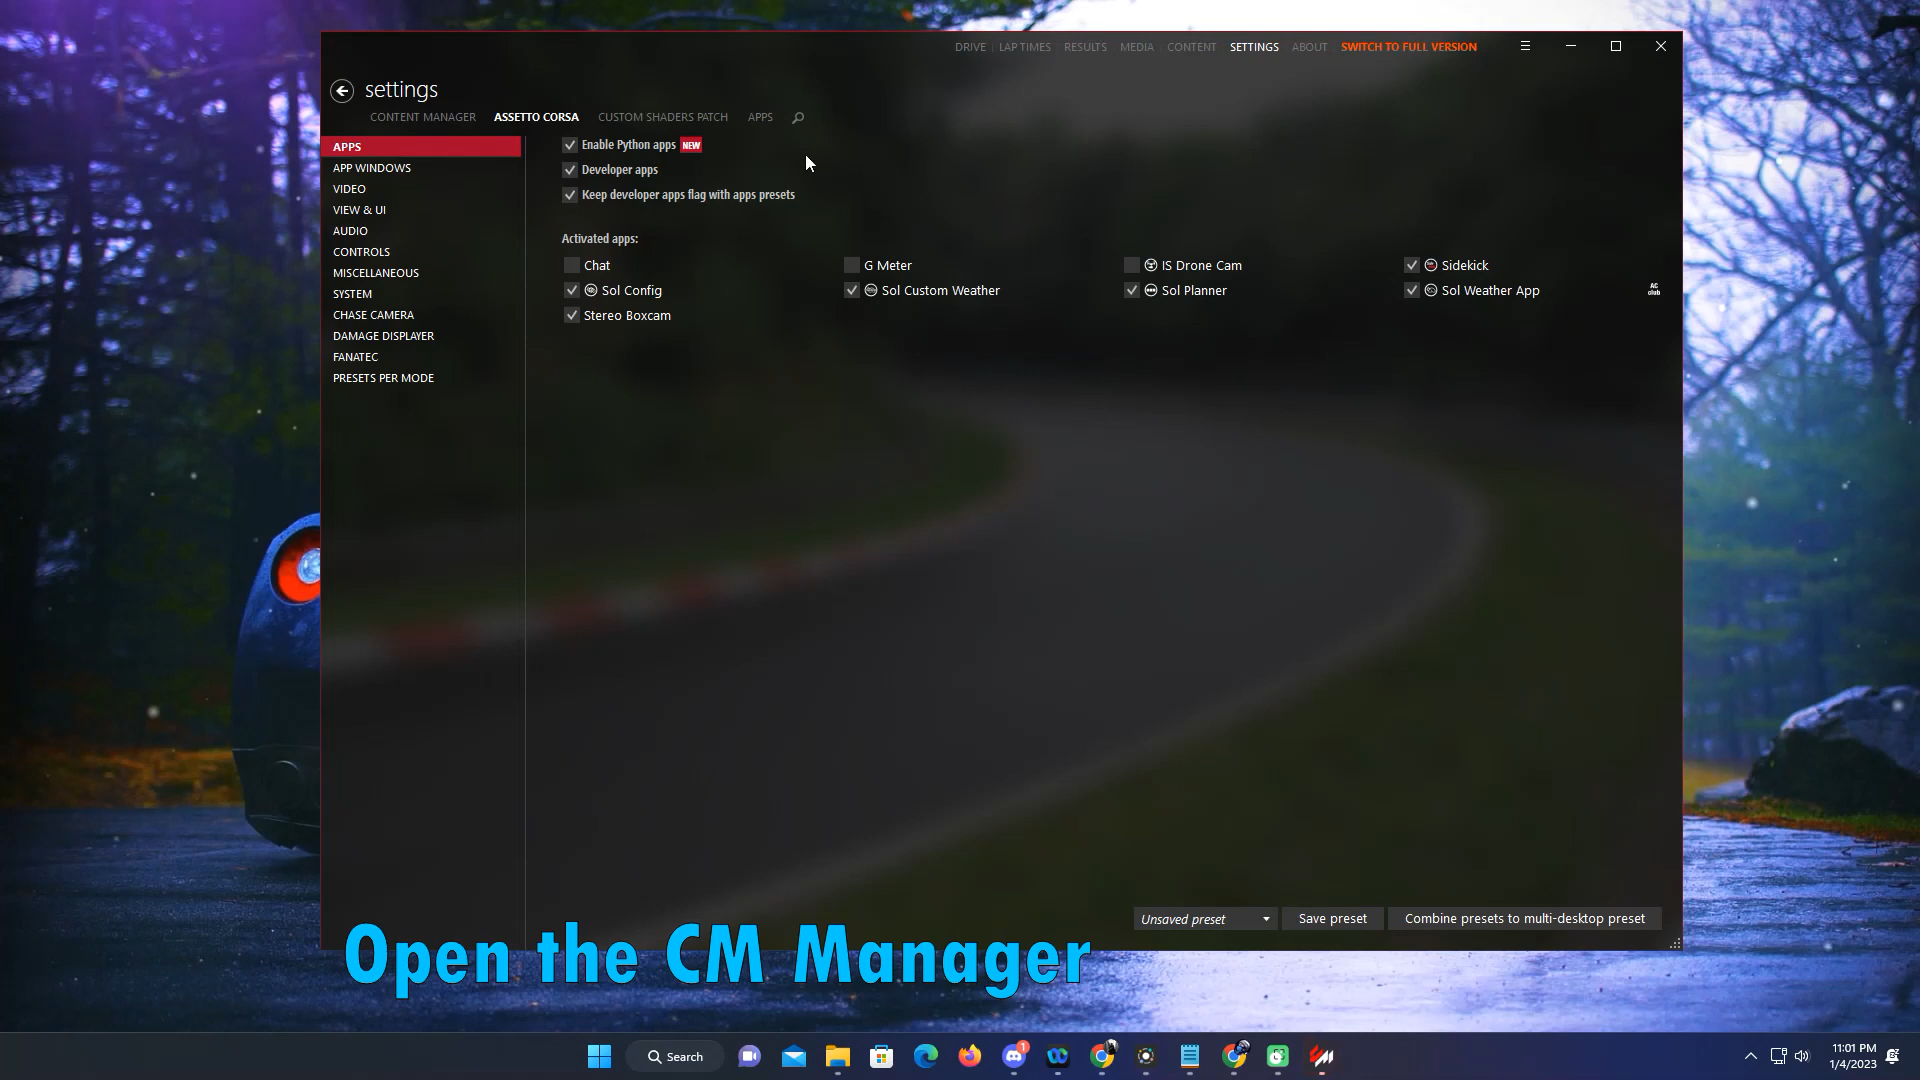 DRIVE LAP TIMES RESULTS MEDIA CONTENT SETTINGS ABOUT SWITCH TO FULL VERSION
settings
CONTENT MANAGER ASSETTO CORSA CUSTOM SHADERS PATCH APPS
APPS
APP WINDOWS
VIDEO
VIEW & UI
AUDIO
CONTROLS
MISCELLANEOUS
SYSTEM
CHASE CAMERA
DAMAGE DISPLAYER
FANATEC
PRESETS PER MODE
Enable Python apps NEW
Developer apps
Keep developer apps flag with apps presets
Activated apps:
Chat G Meter IS Drone Cam Sidekick
Sol Config Sol Custom Weather Sol Planner Sol Weather App
AC
club
Stereo Boxcam
Unsaved preset Save preset Combine presets to multi-desktop preset
Open the CM Manager
Search
1
11:01 PM
1/4/2023